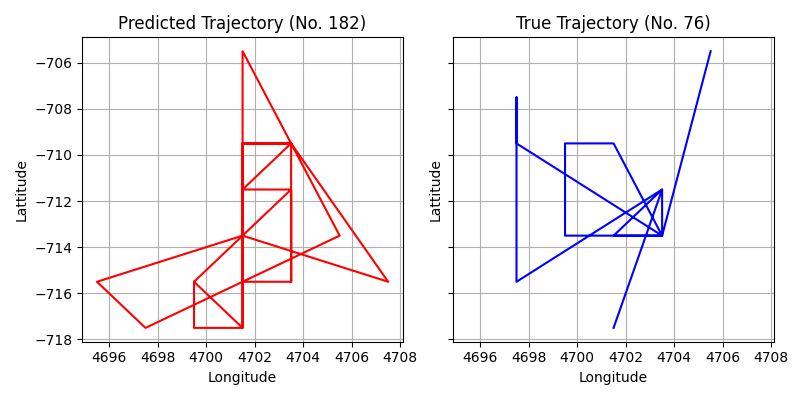 Predicted Trajectory (No. 182)
True Trajectory (No. 76)
−706
−708
−710
−712
−714
−716
−718
Lattitude
Lattitude
4696 4698 4700 4702 4704 4706 4708
4696 4698 4700 4702 4704 4706 4708
Longitude
Longitude